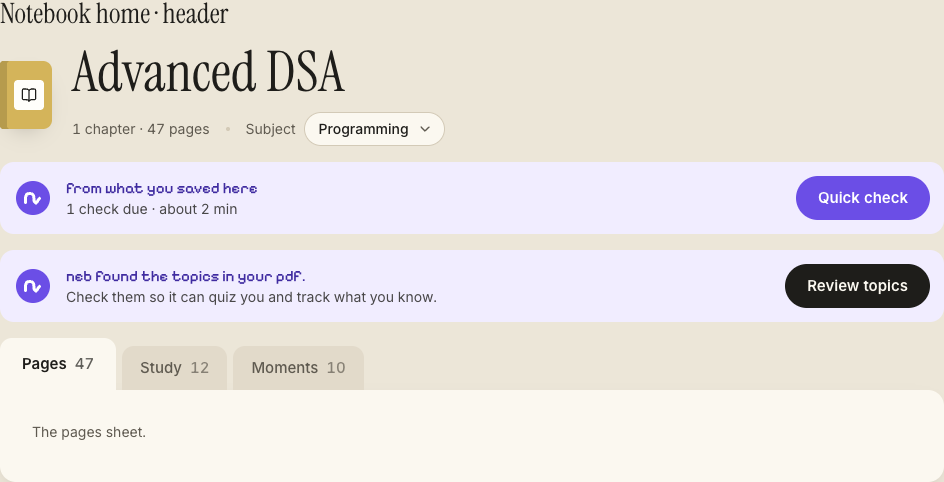 Notebook home · header
Advanced DSA
1 chapter · 47 pages • Subject Programming
from what you saved here
1 check due · about 2 min
Quick check
neb found the topics in your pdf.
Check them so it can quiz you and track what you know.
Review topics
Pages 47 Study 12 Moments 10
The pages sheet.